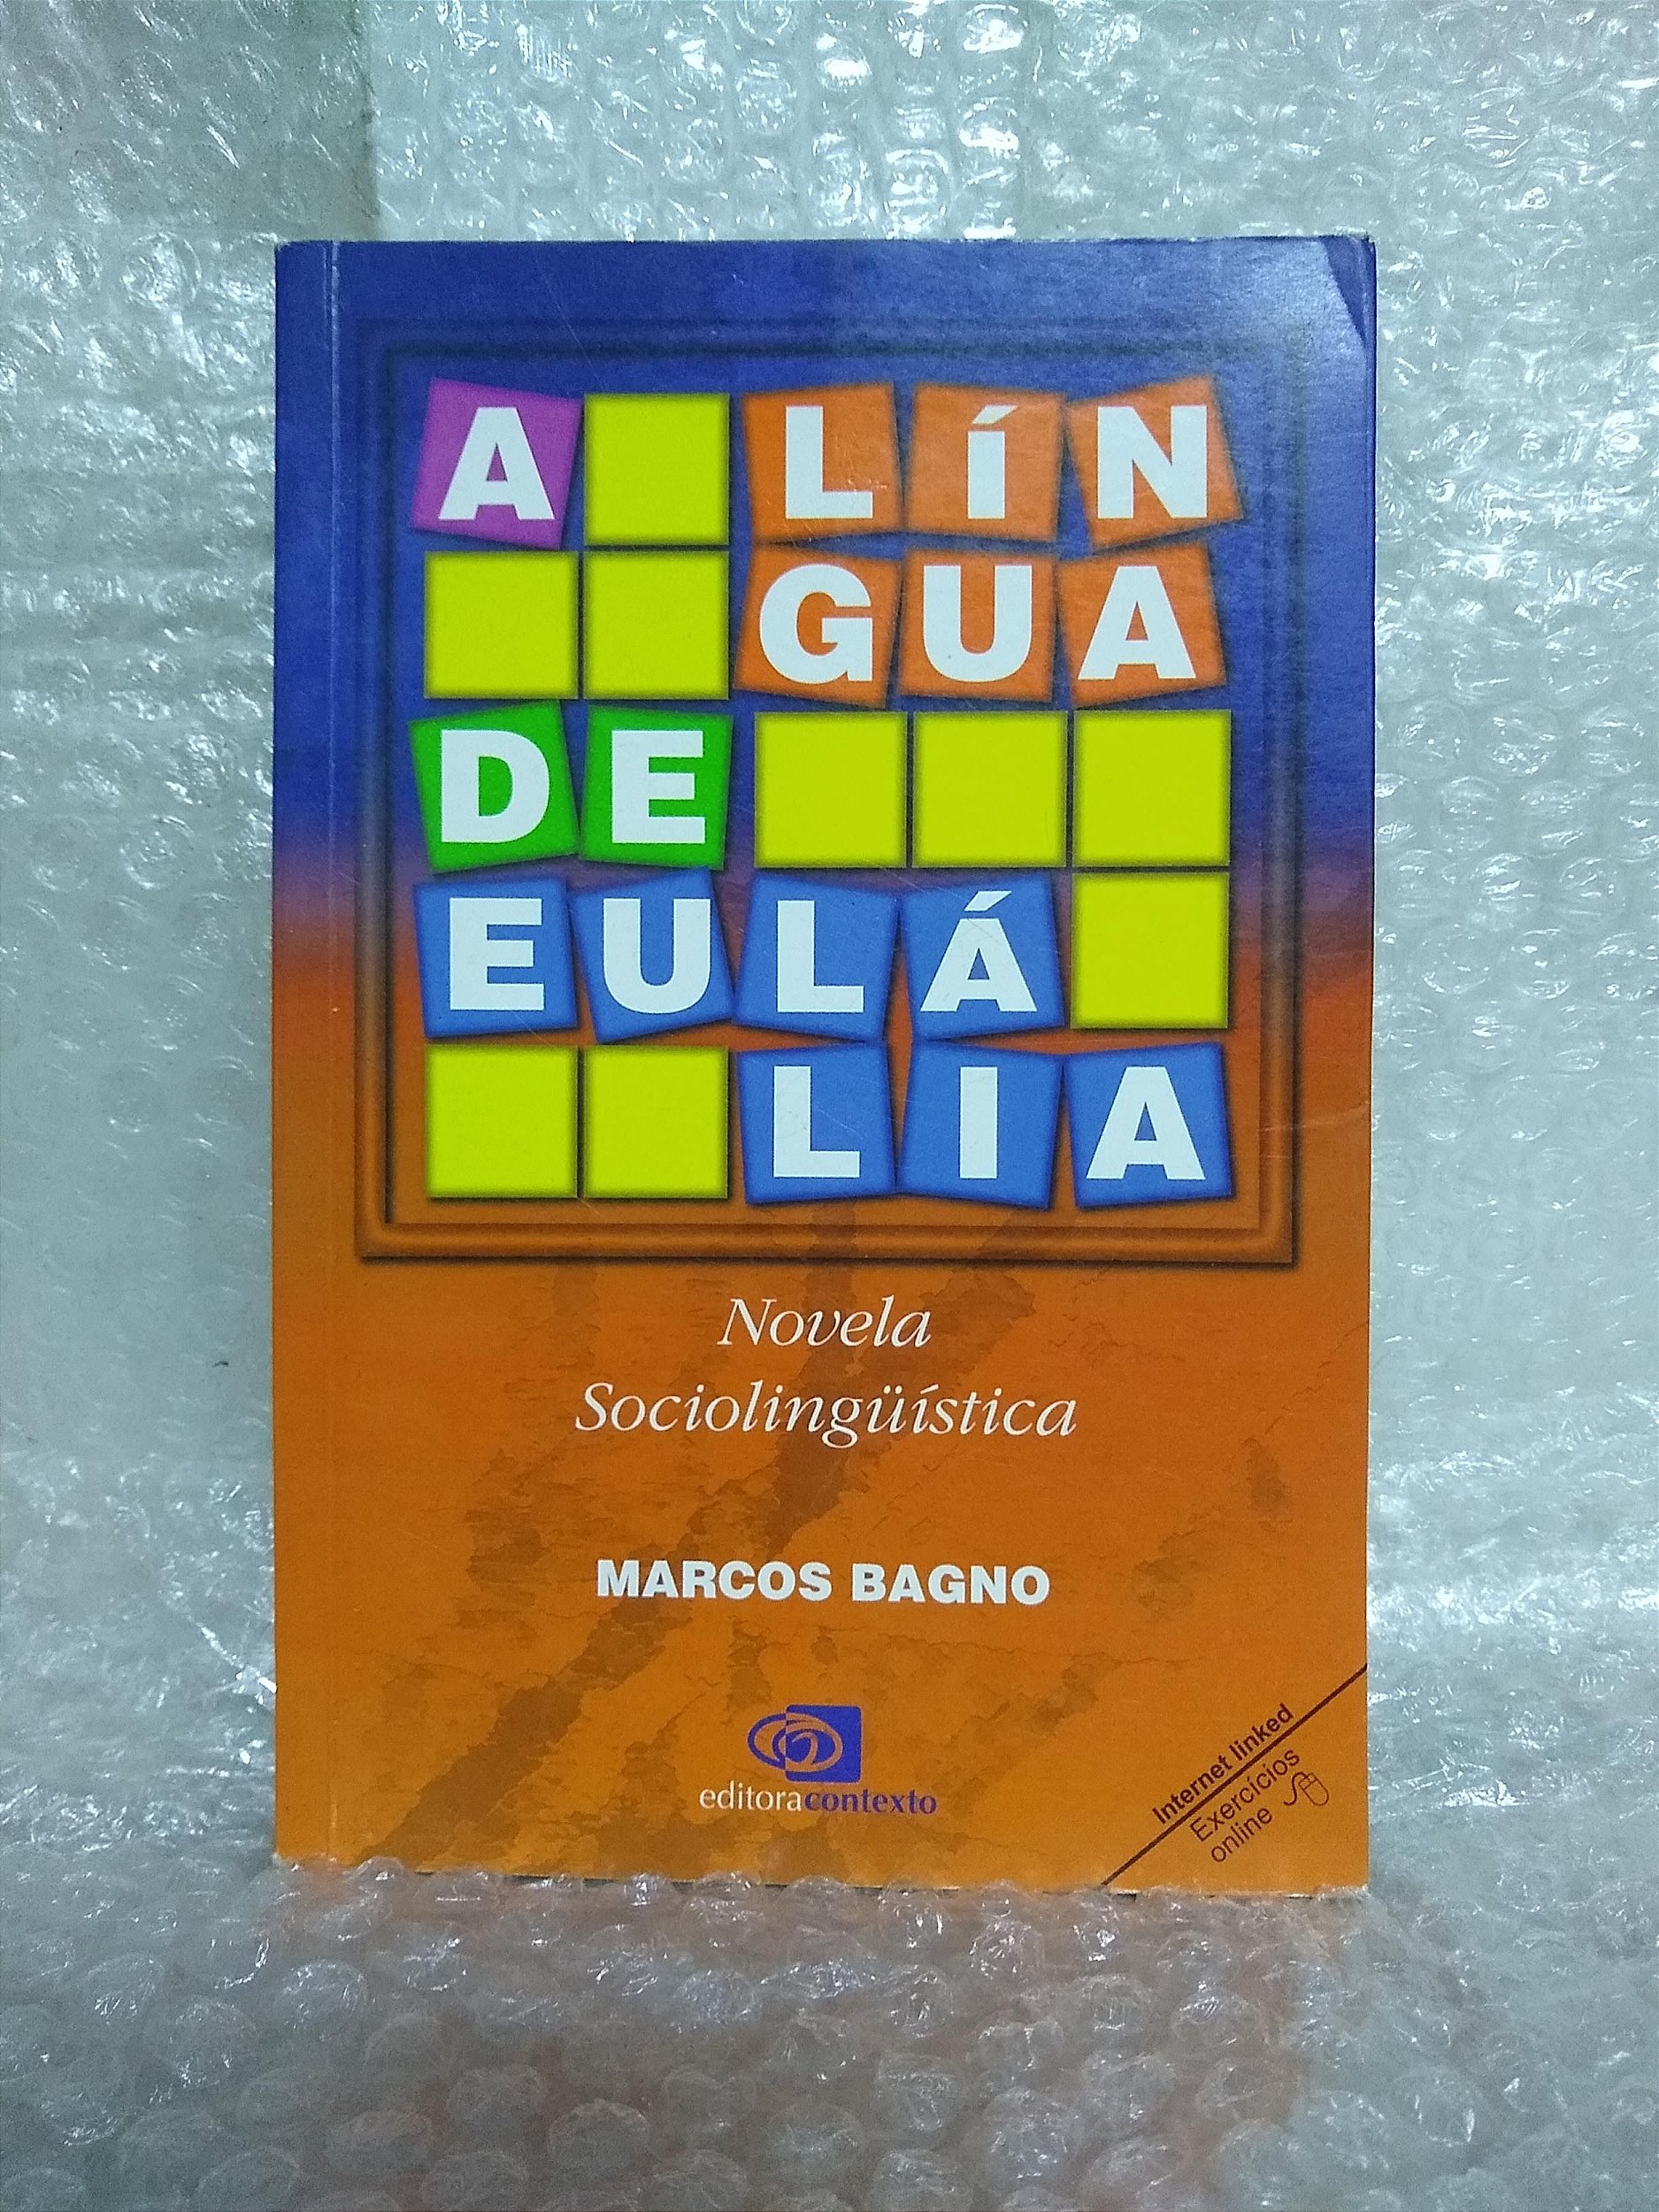 A LÍN
GUA
DE
EULÁ
LIA
Novela
Sociolingüística
MARCOS BAGNO
editoracontexto
Internet linked
Exercícios
online